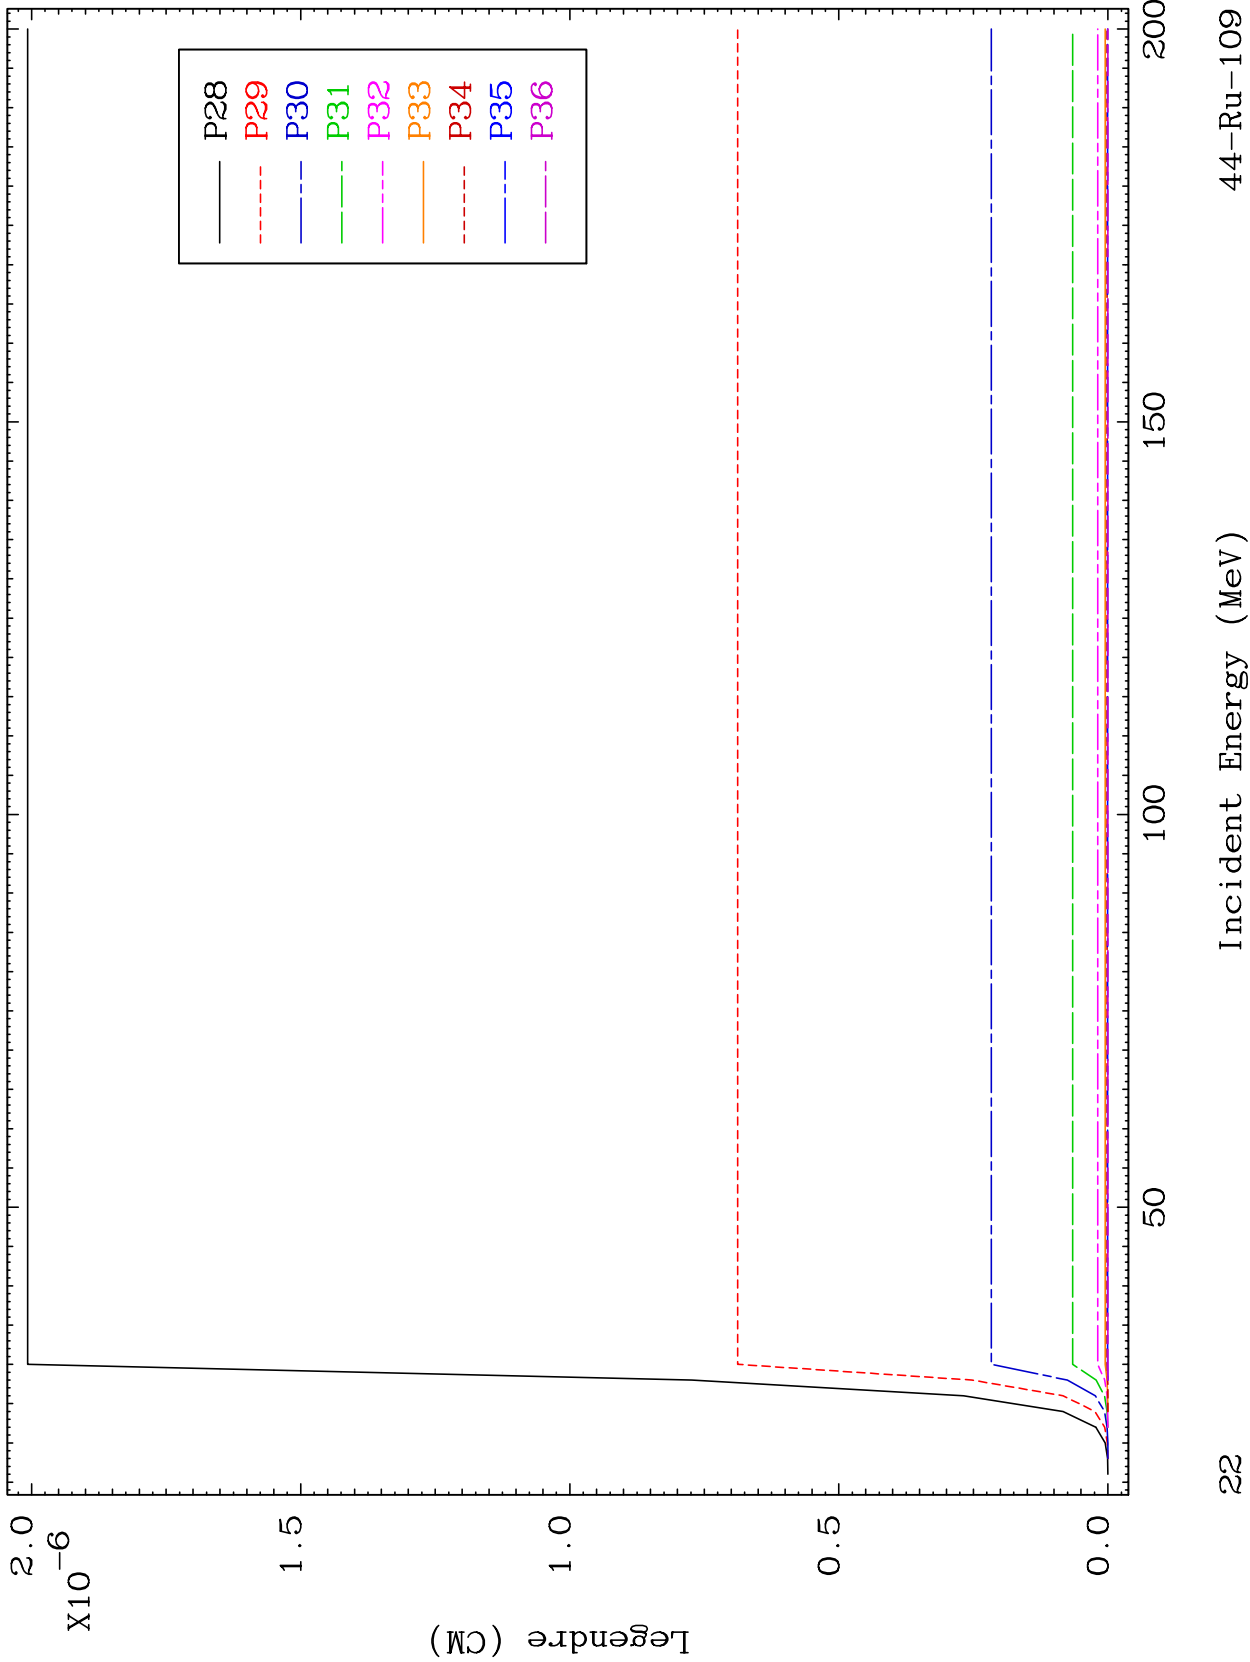 2.0
X10-6
1.5
1.0
0.5
0.0
Legendre (CM)
P28
P29
P30
P31
P32
P33
P34
P35
P36
50
100
150
200
Incident Energy (MeV)
22
44-Ru-109